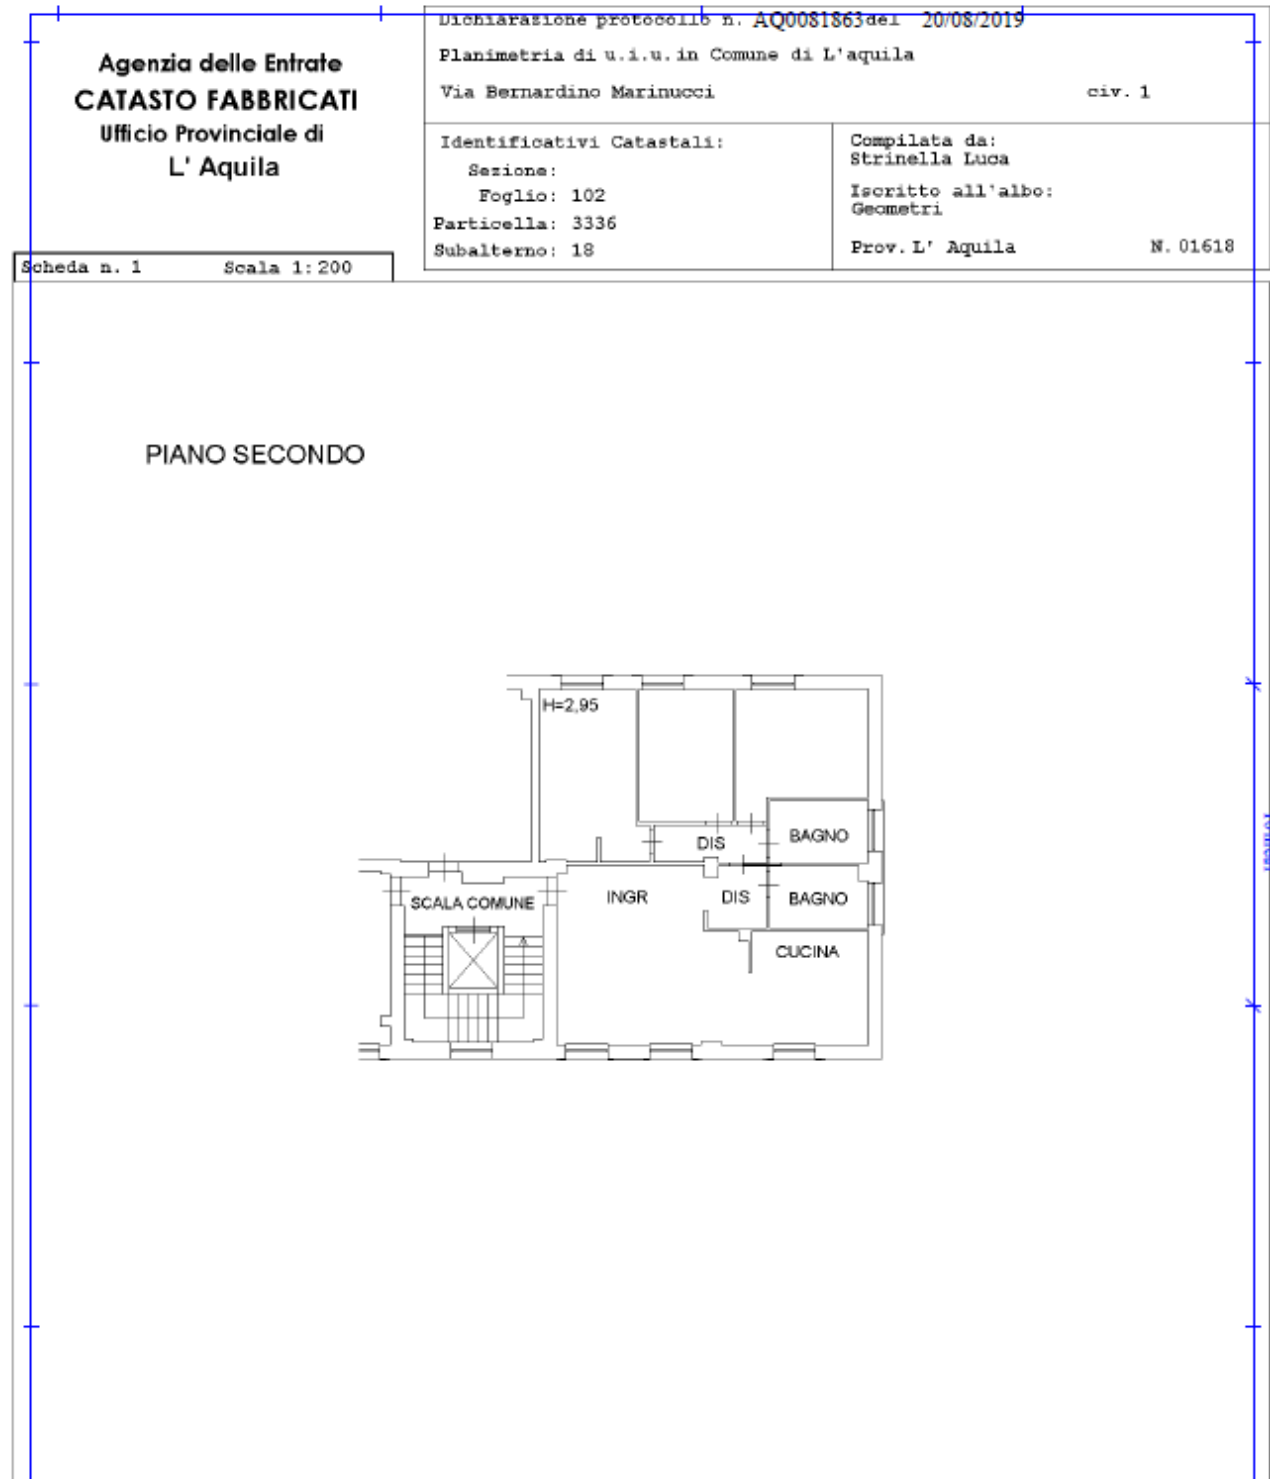 Agenzia delle Entrate
CATASTO FABBRICATI
Ufficio Provinciale di
L' Aquila
Dichiarazione protocollo n. AQ0081863 del 20/08/2019
Planimetria di u.i.u. in Comune di L'aquila
Via Bernardino Marinucci civ. 1
Identificativi Catastali:
Sezione:
Foglio: 102
Particella: 3336
Subalterno: 18
Compilata da:
Strinella Luca
Iscritto all'albo:
Geometri
Prov. L' Aquila N. 01618
Scheda n. 1 Scala 1:200
PIANO SECONDO
H=2,95
DIS
BAGNO
SCALA COMUNE
INGR
DIS
BAGNO
CUCINA